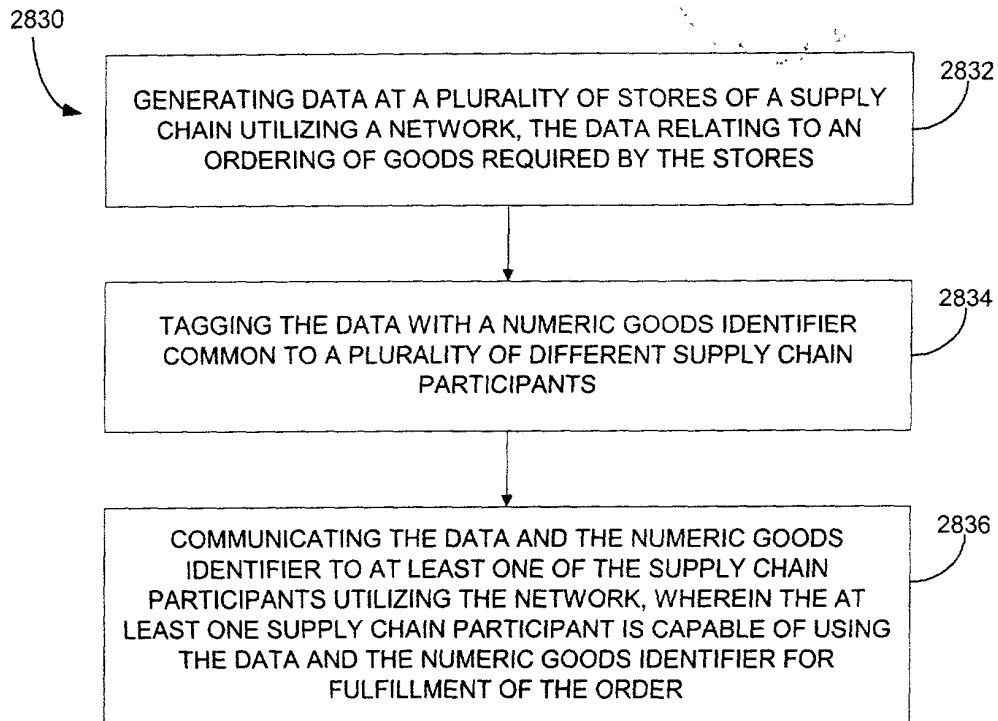 2830
2832
GENERATING DATA AT A PLURALITY OF STORES OF A SUPPLY
CHAIN UTILIZING A NETWORK, THE DATA RELATING TO AN
ORDERING OF GOODS REQUIRED BY THE STORES
2834
TAGGING THE DATA WITH A NUMERIC GOODS IDENTIFIER
COMMON TO A PLURALITY OF DIFFERENT SUPPLY CHAIN
PARTICIPANTS
2836
COMMUNICATING THE DATA AND THE NUMERIC GOODS
IDENTIFIER TO AT LEAST ONE OF THE SUPPLY CHAIN
PARTICIPANTS UTILIZING THE NETWORK, WHEREIN THE AT
LEAST ONE SUPPLY CHAIN PARTICIPANT IS CAPABLE OF USING
THE DATA AND THE NUMERIC GOODS IDENTIFIER FOR
FULFILLMENT OF THE ORDER